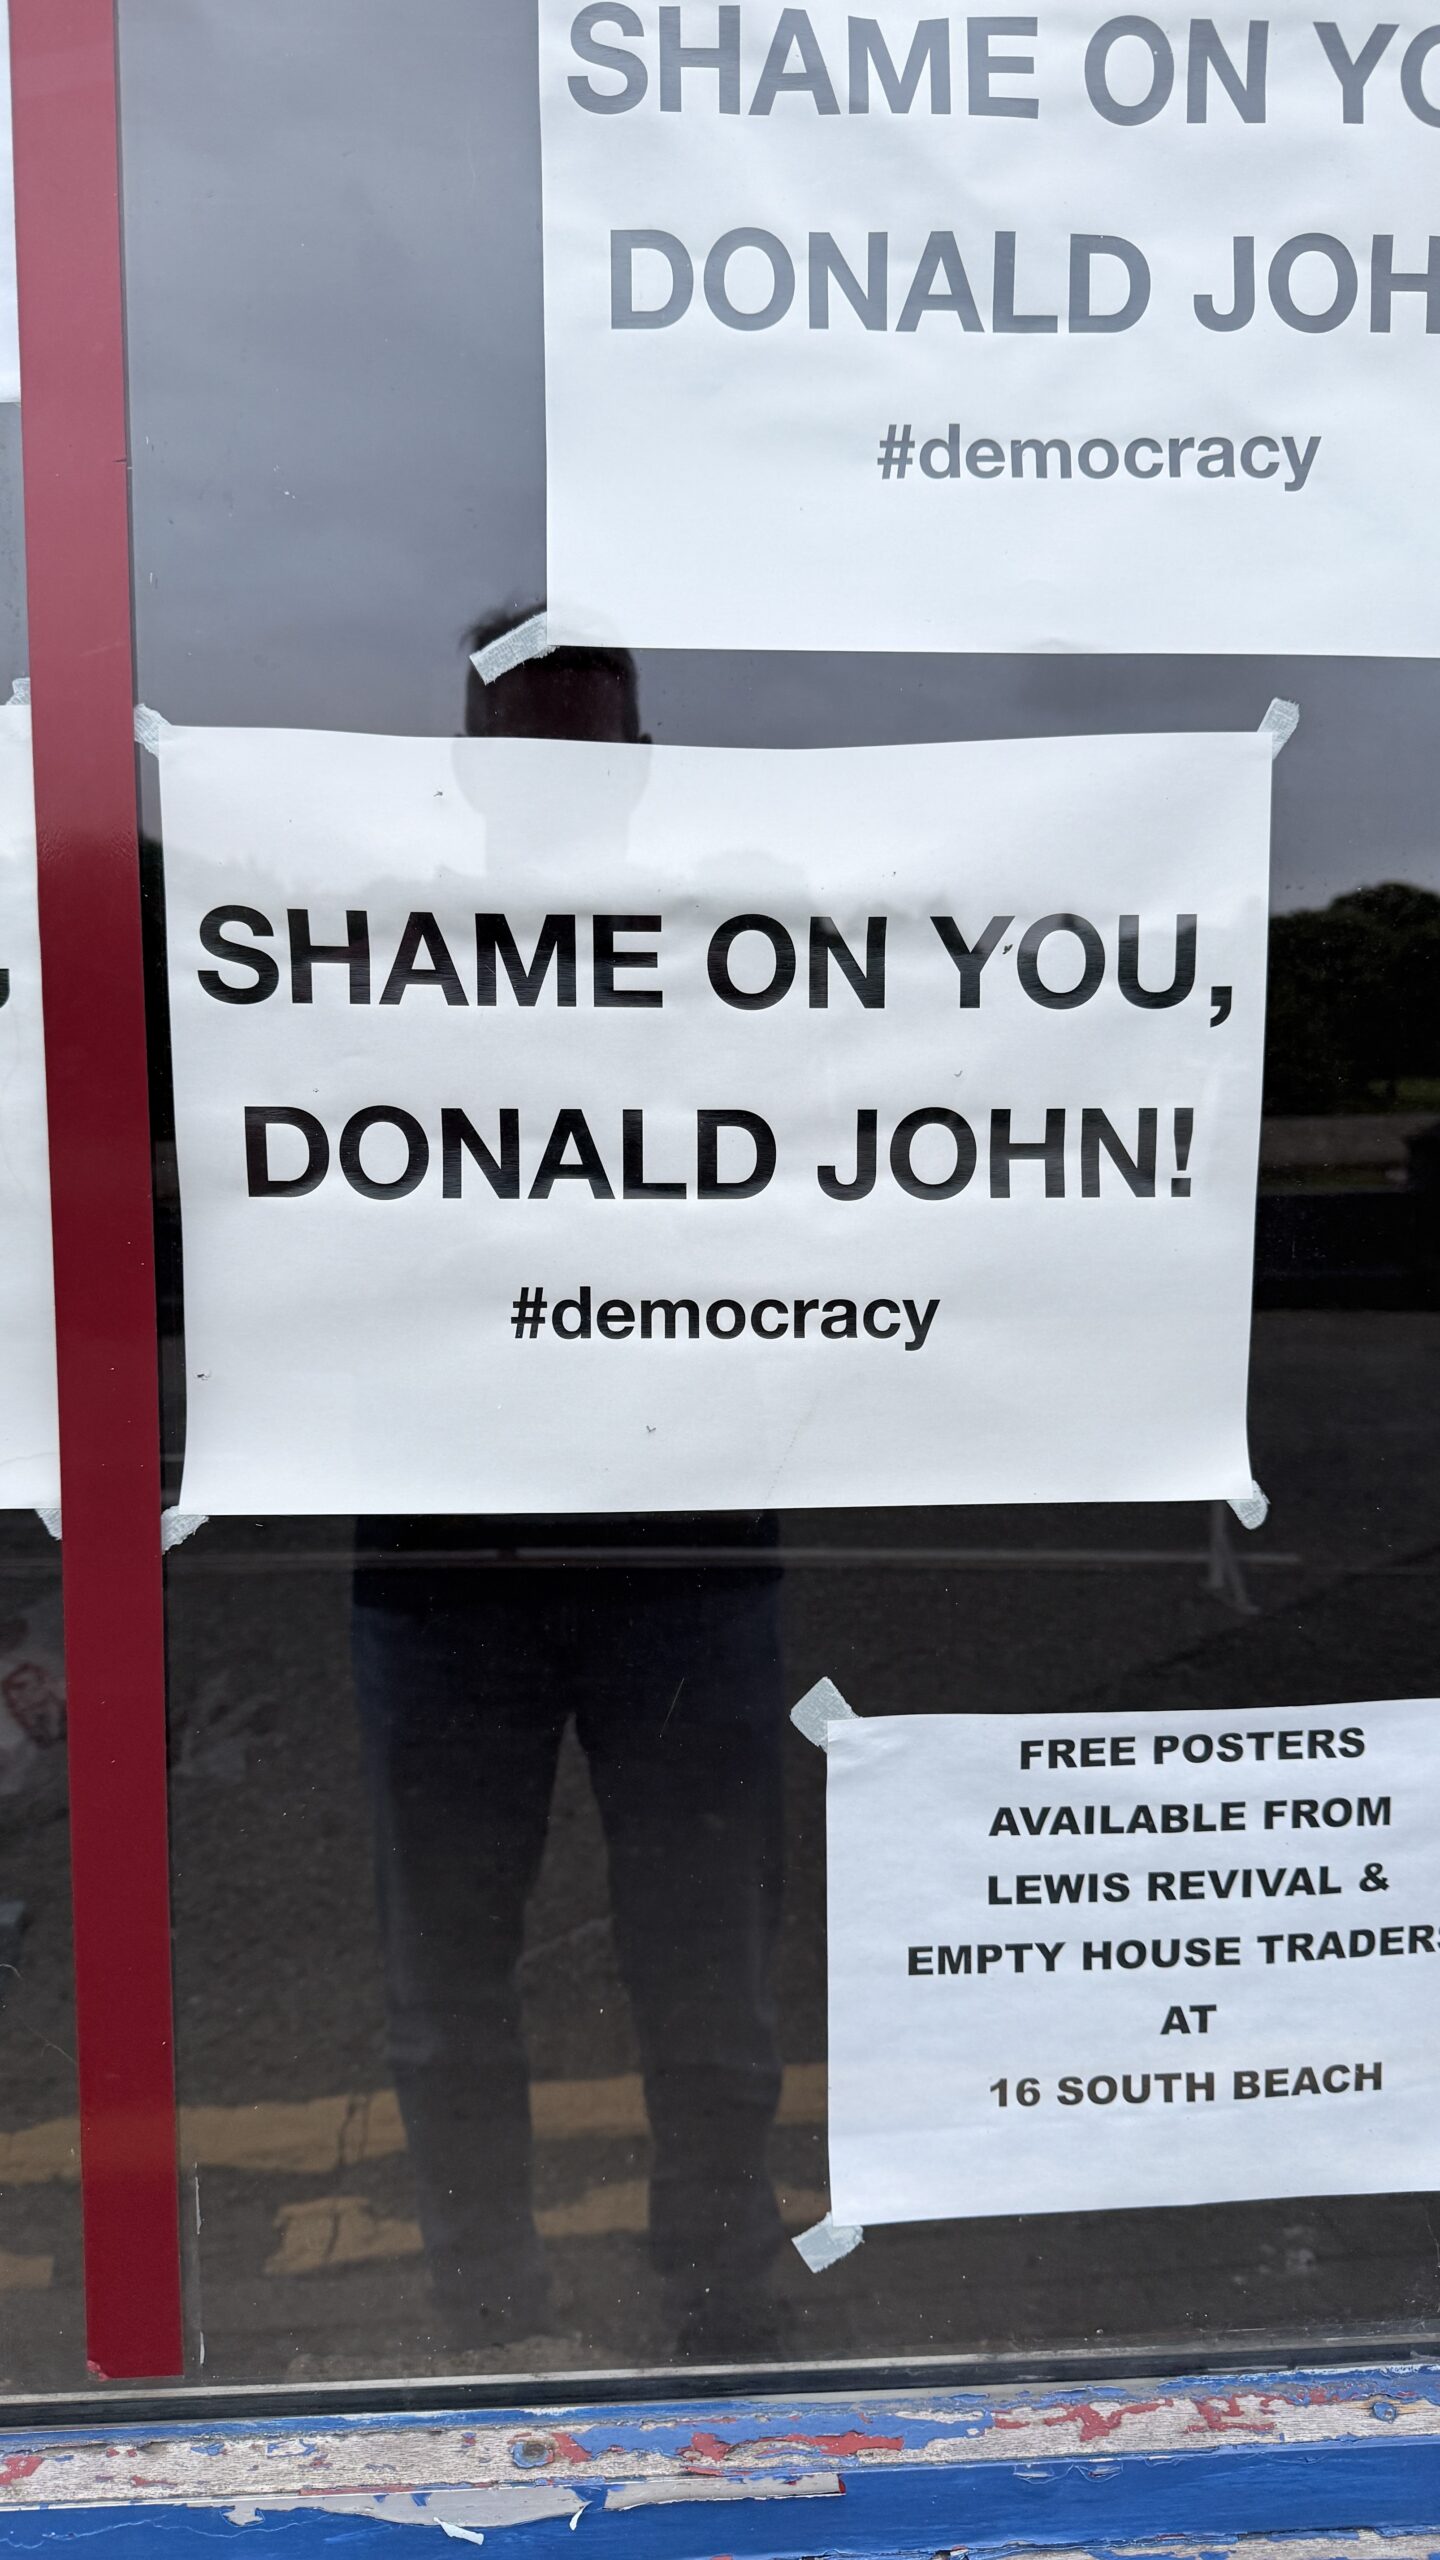 SHAME ON YO
DONALD JOH
#democracy
SHAME ON YOU,
DONALD JOHN!
#democracy
FREE POSTERS
AVAILABLE FROM
LEWIS REVIVAL &
EMPTY HOUSE TRADERS
AT
16 SOUTH BEACH